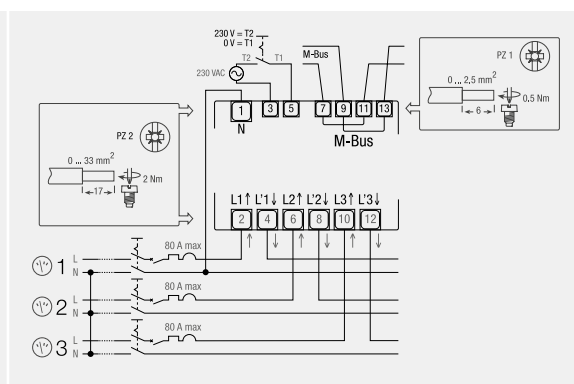 230 V = T2
0 V = T1
T2 T1
230 VAC
M-Bus
PZ 1
0 ... 2,5 mm²
6
0.5 Nm
PZ 2
0 ... 33 mm²
17
2 Nm
1 3 5 7 9 11 13
N
M-Bus
L1↑ L'1↓ L2↑ L'2↓ L3↑ L'3↓
2 4 6 8 10 12
80 A max
1 L
N
80 A max
2 L
N
80 A max
3 L
N